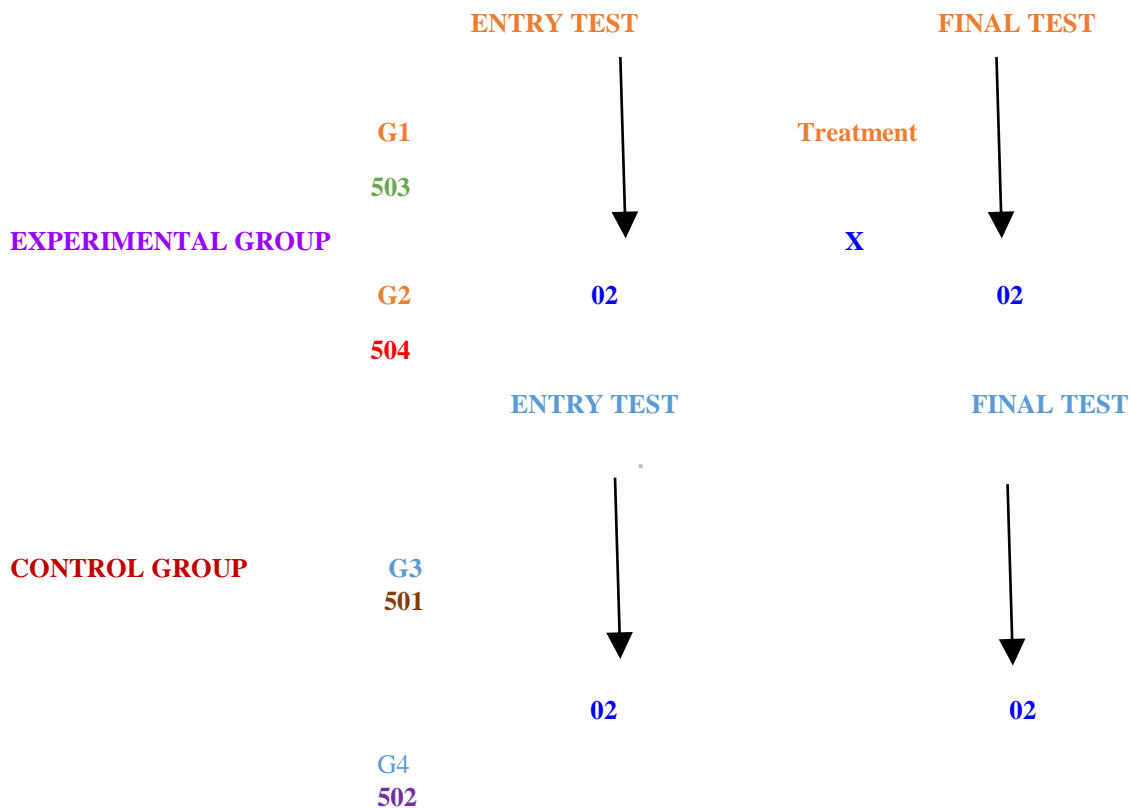 ENTRY TEST FINAL TEST
G1 Treatment
503
EXPERIMENTAL GROUP X
G2 02 02
504
ENTRY TEST FINAL TEST
CONTROL GROUP G3
501
02 02
G4
502